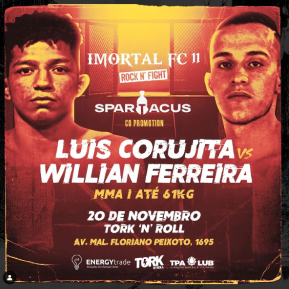 IMORTAL FC 11
ROCK N' FIGHT
SPARTACUS
CO PROMOTION
LUIS CORUJITA VS
WILLIAN FERREIRA
MMA | ATÉ 61KG
20 DE NOVEMBRO
TORK 'N' ROLL
AV. MAL. FLORIANO PEIXOTO, 1695
ENERGYtrade
TORK
TPA
LUB